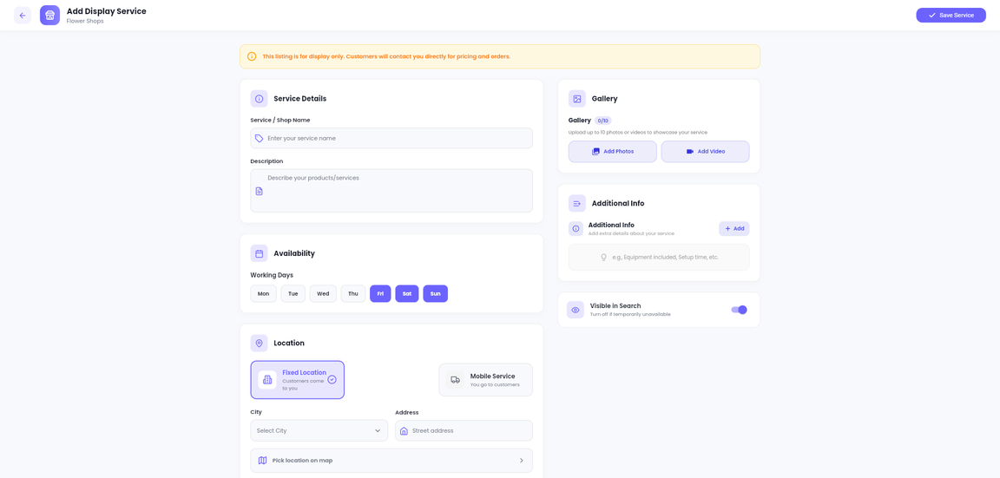 Add Display Service
Flower Shops
Save Service
This listing is for display only. Customers will contact you directly for pricing and orders.
Service Details
Service / Shop Name
Enter your service name
Description
Describe your products/services
Availability
Working Days
Mon Tue Wed Thu Fri Sat Sun
Location
Fixed Location
Customers come
to you
Mobile Service
You go to customers
City
Select City
Address
Street address
Pick location on map
Gallery
Gallery 0/10
Upload up to 10 photos or videos to showcase your service
Add Photos
Add Video
Additional Info
Additional Info
Add extra details about your service
Add
e.g., Equipment included, Setup time, etc.
Visible in Search
Turn off if temporarily unavailable